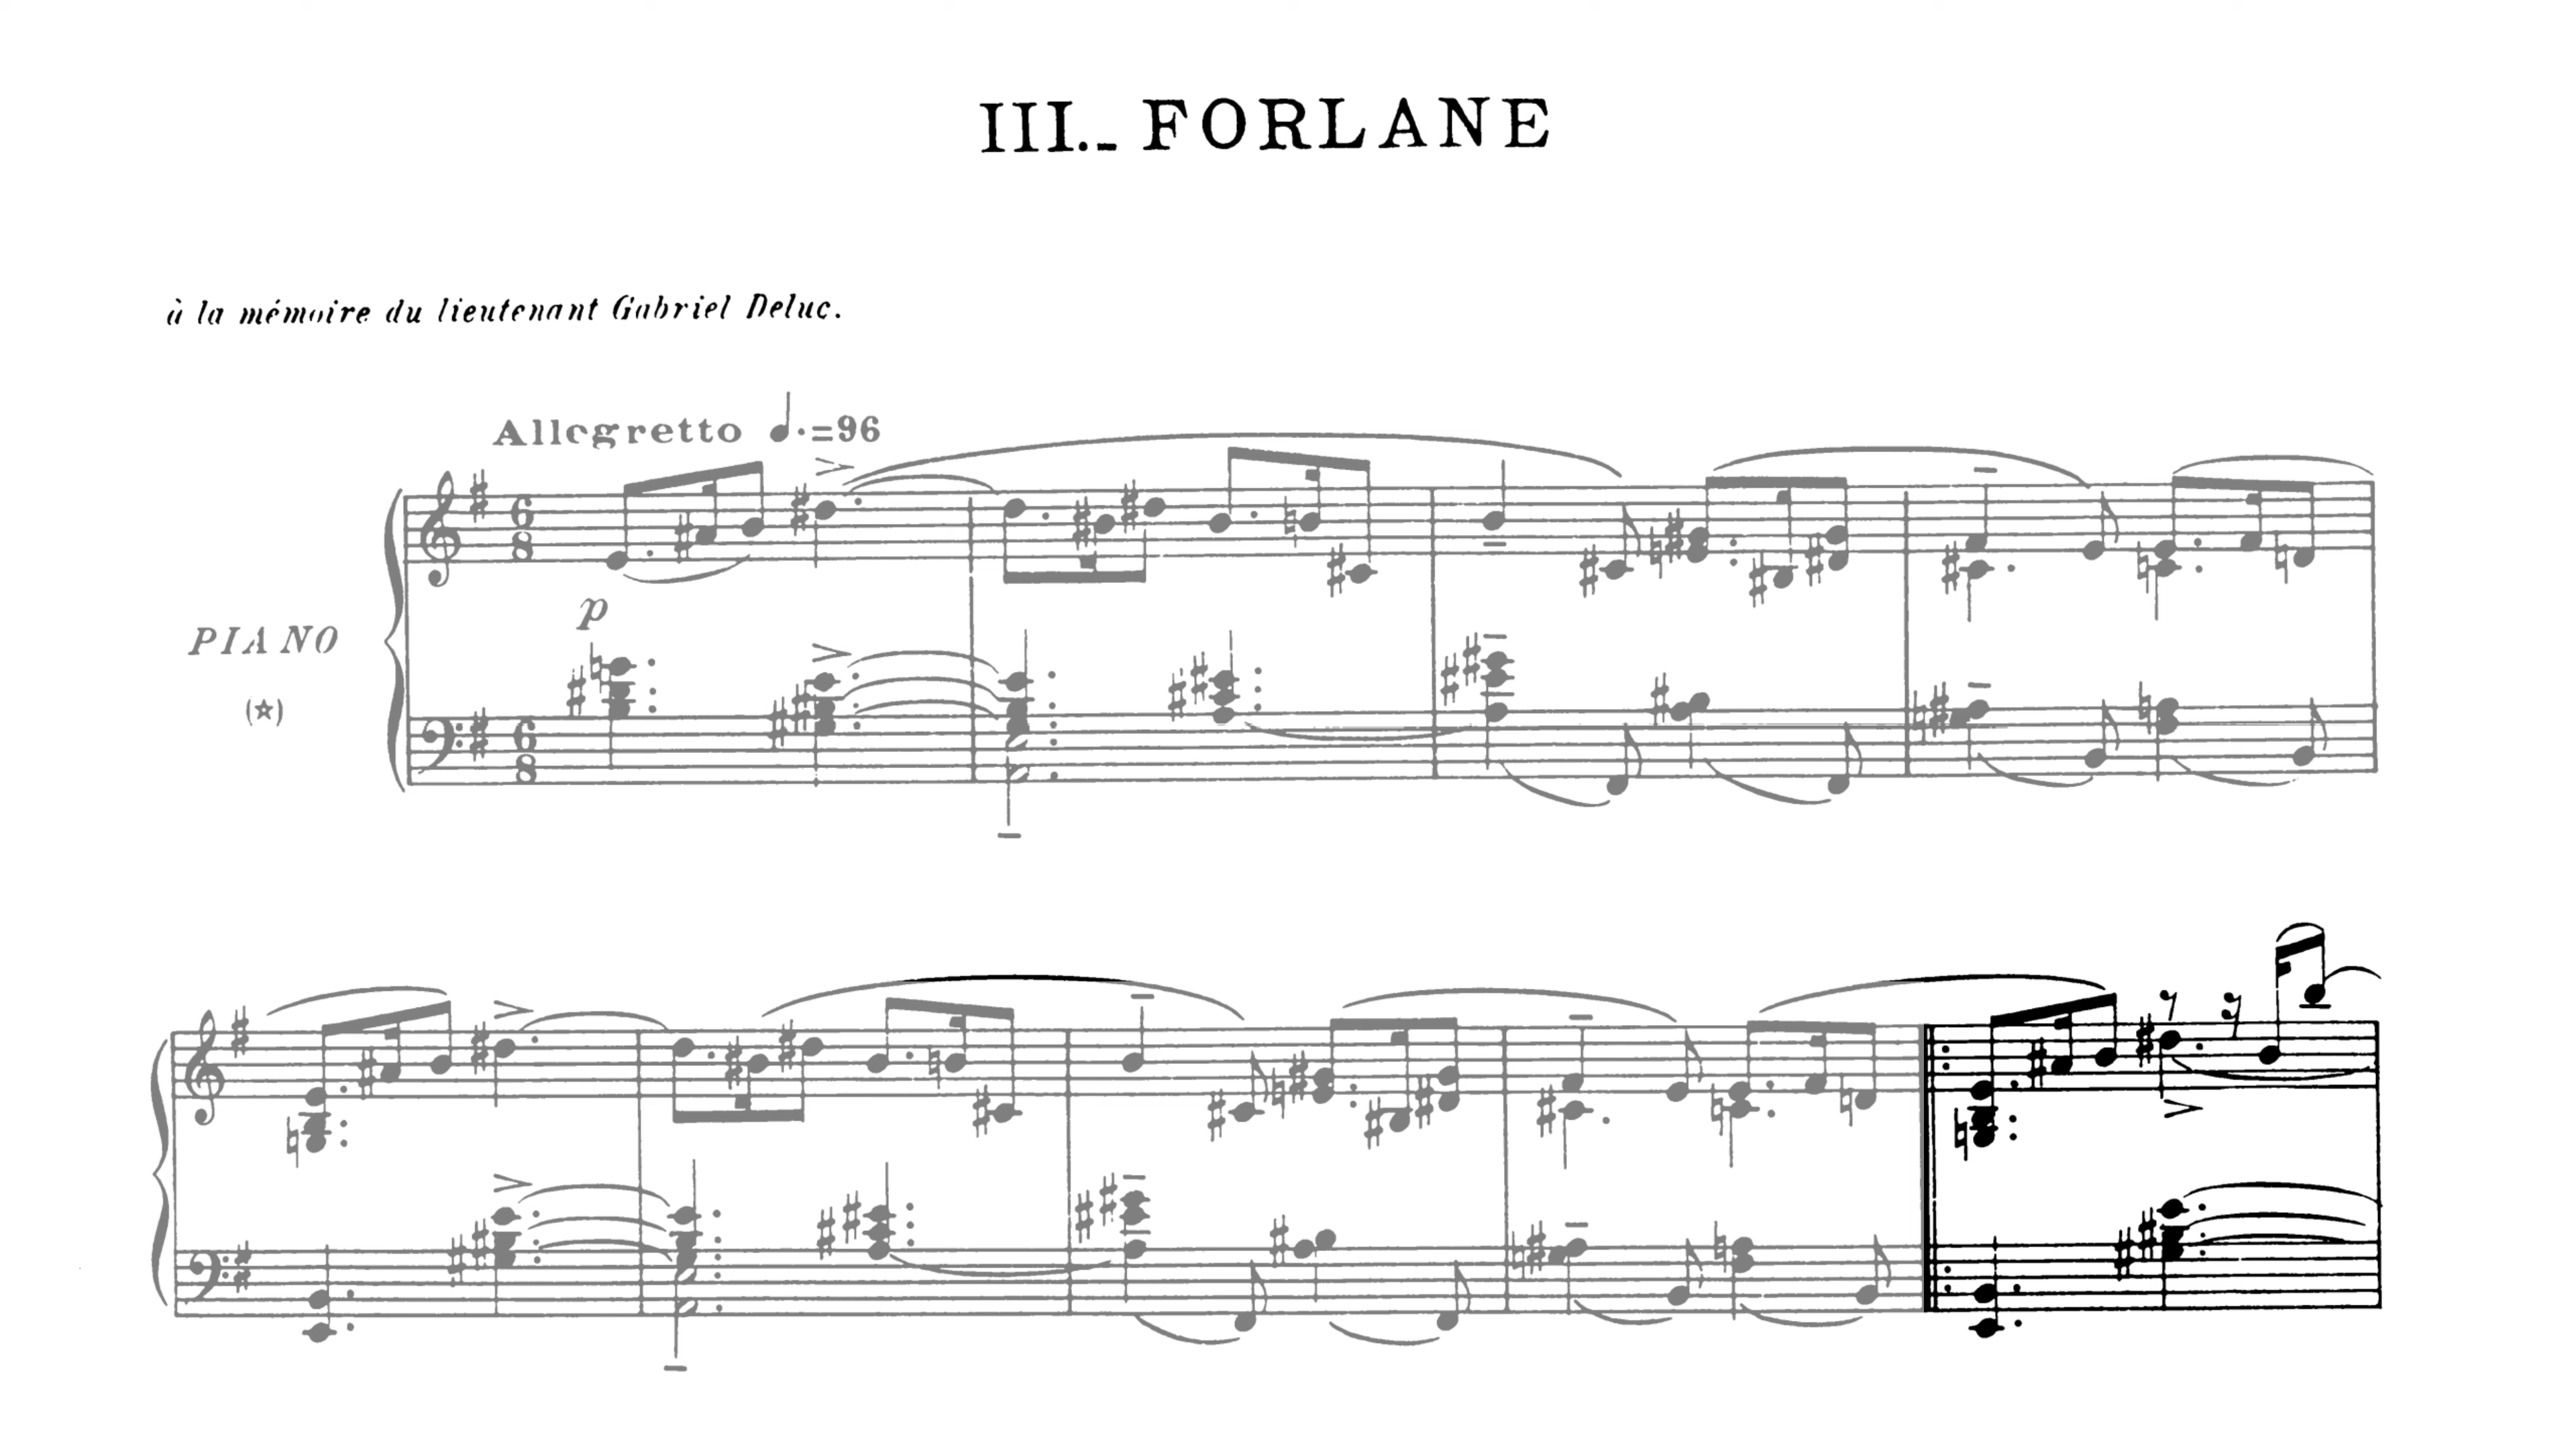 III._ FORLANE
à la mémoire du lieutenant Gabriel Deluc.
Allegretto ♩.=96
p
PIANO
(☆)